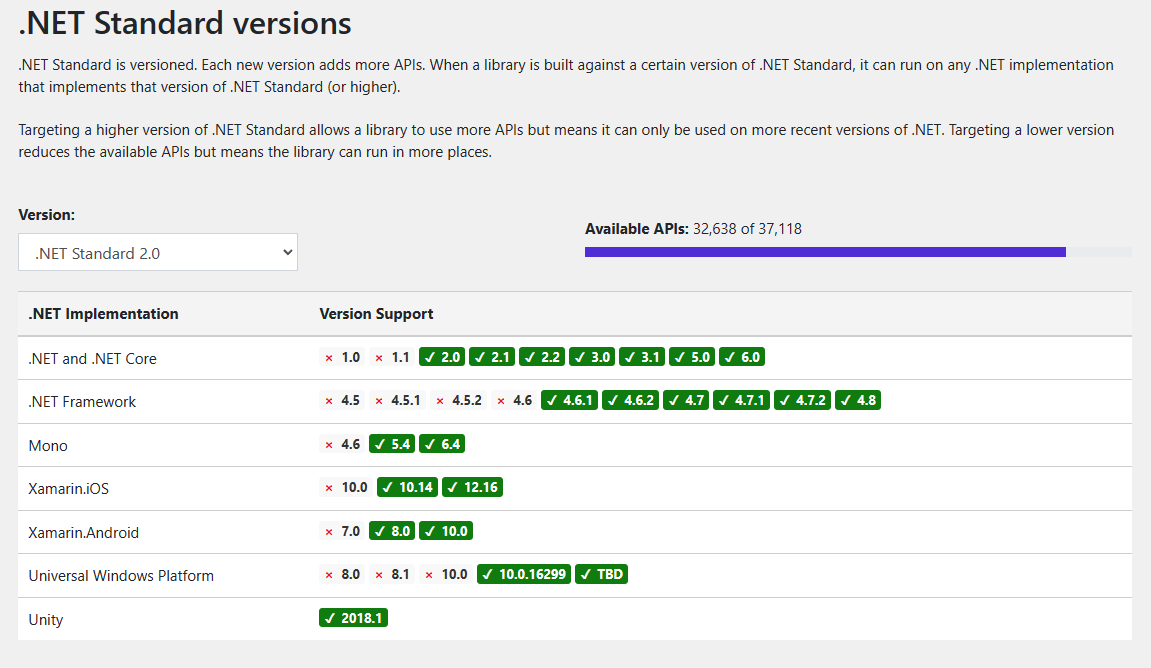 .NET Standard versions
.NET Standard is versioned. Each new version adds more APIs. When a library is built against a certain version of .NET Standard, it can run on any .NET implementation
that implements that version of .NET Standard (or higher).
Targeting a higher version of .NET Standard allows a library to use more APIs but means it can only be used on more recent versions of .NET. Targeting a lower version
reduces the available APIs but means the library can run in more places.
Version:
.NET Standard 2.0
Available APIs: 32,638 of 37,118
.NET Implementation Version Support
.NET and .NET Core × 1.0 × 1.1 ✓ 2.0 ✓ 2.1 ✓ 2.2 ✓ 3.0 ✓ 3.1 ✓ 5.0 ✓ 6.0
.NET Framework × 4.5 × 4.5.1 × 4.5.2 × 4.6 ✓ 4.6.1 ✓ 4.6.2 ✓ 4.7 ✓ 4.7.1 ✓ 4.7.2 ✓ 4.8
Mono × 4.6 ✓ 5.4 ✓ 6.4
Xamarin.iOS × 10.0 ✓ 10.14 ✓ 12.16
Xamarin.Android × 7.0 ✓ 8.0 ✓ 10.0
Universal Windows Platform × 8.0 × 8.1 × 10.0 ✓ 10.0.16299 ✓ TBD
Unity ✓ 2018.1